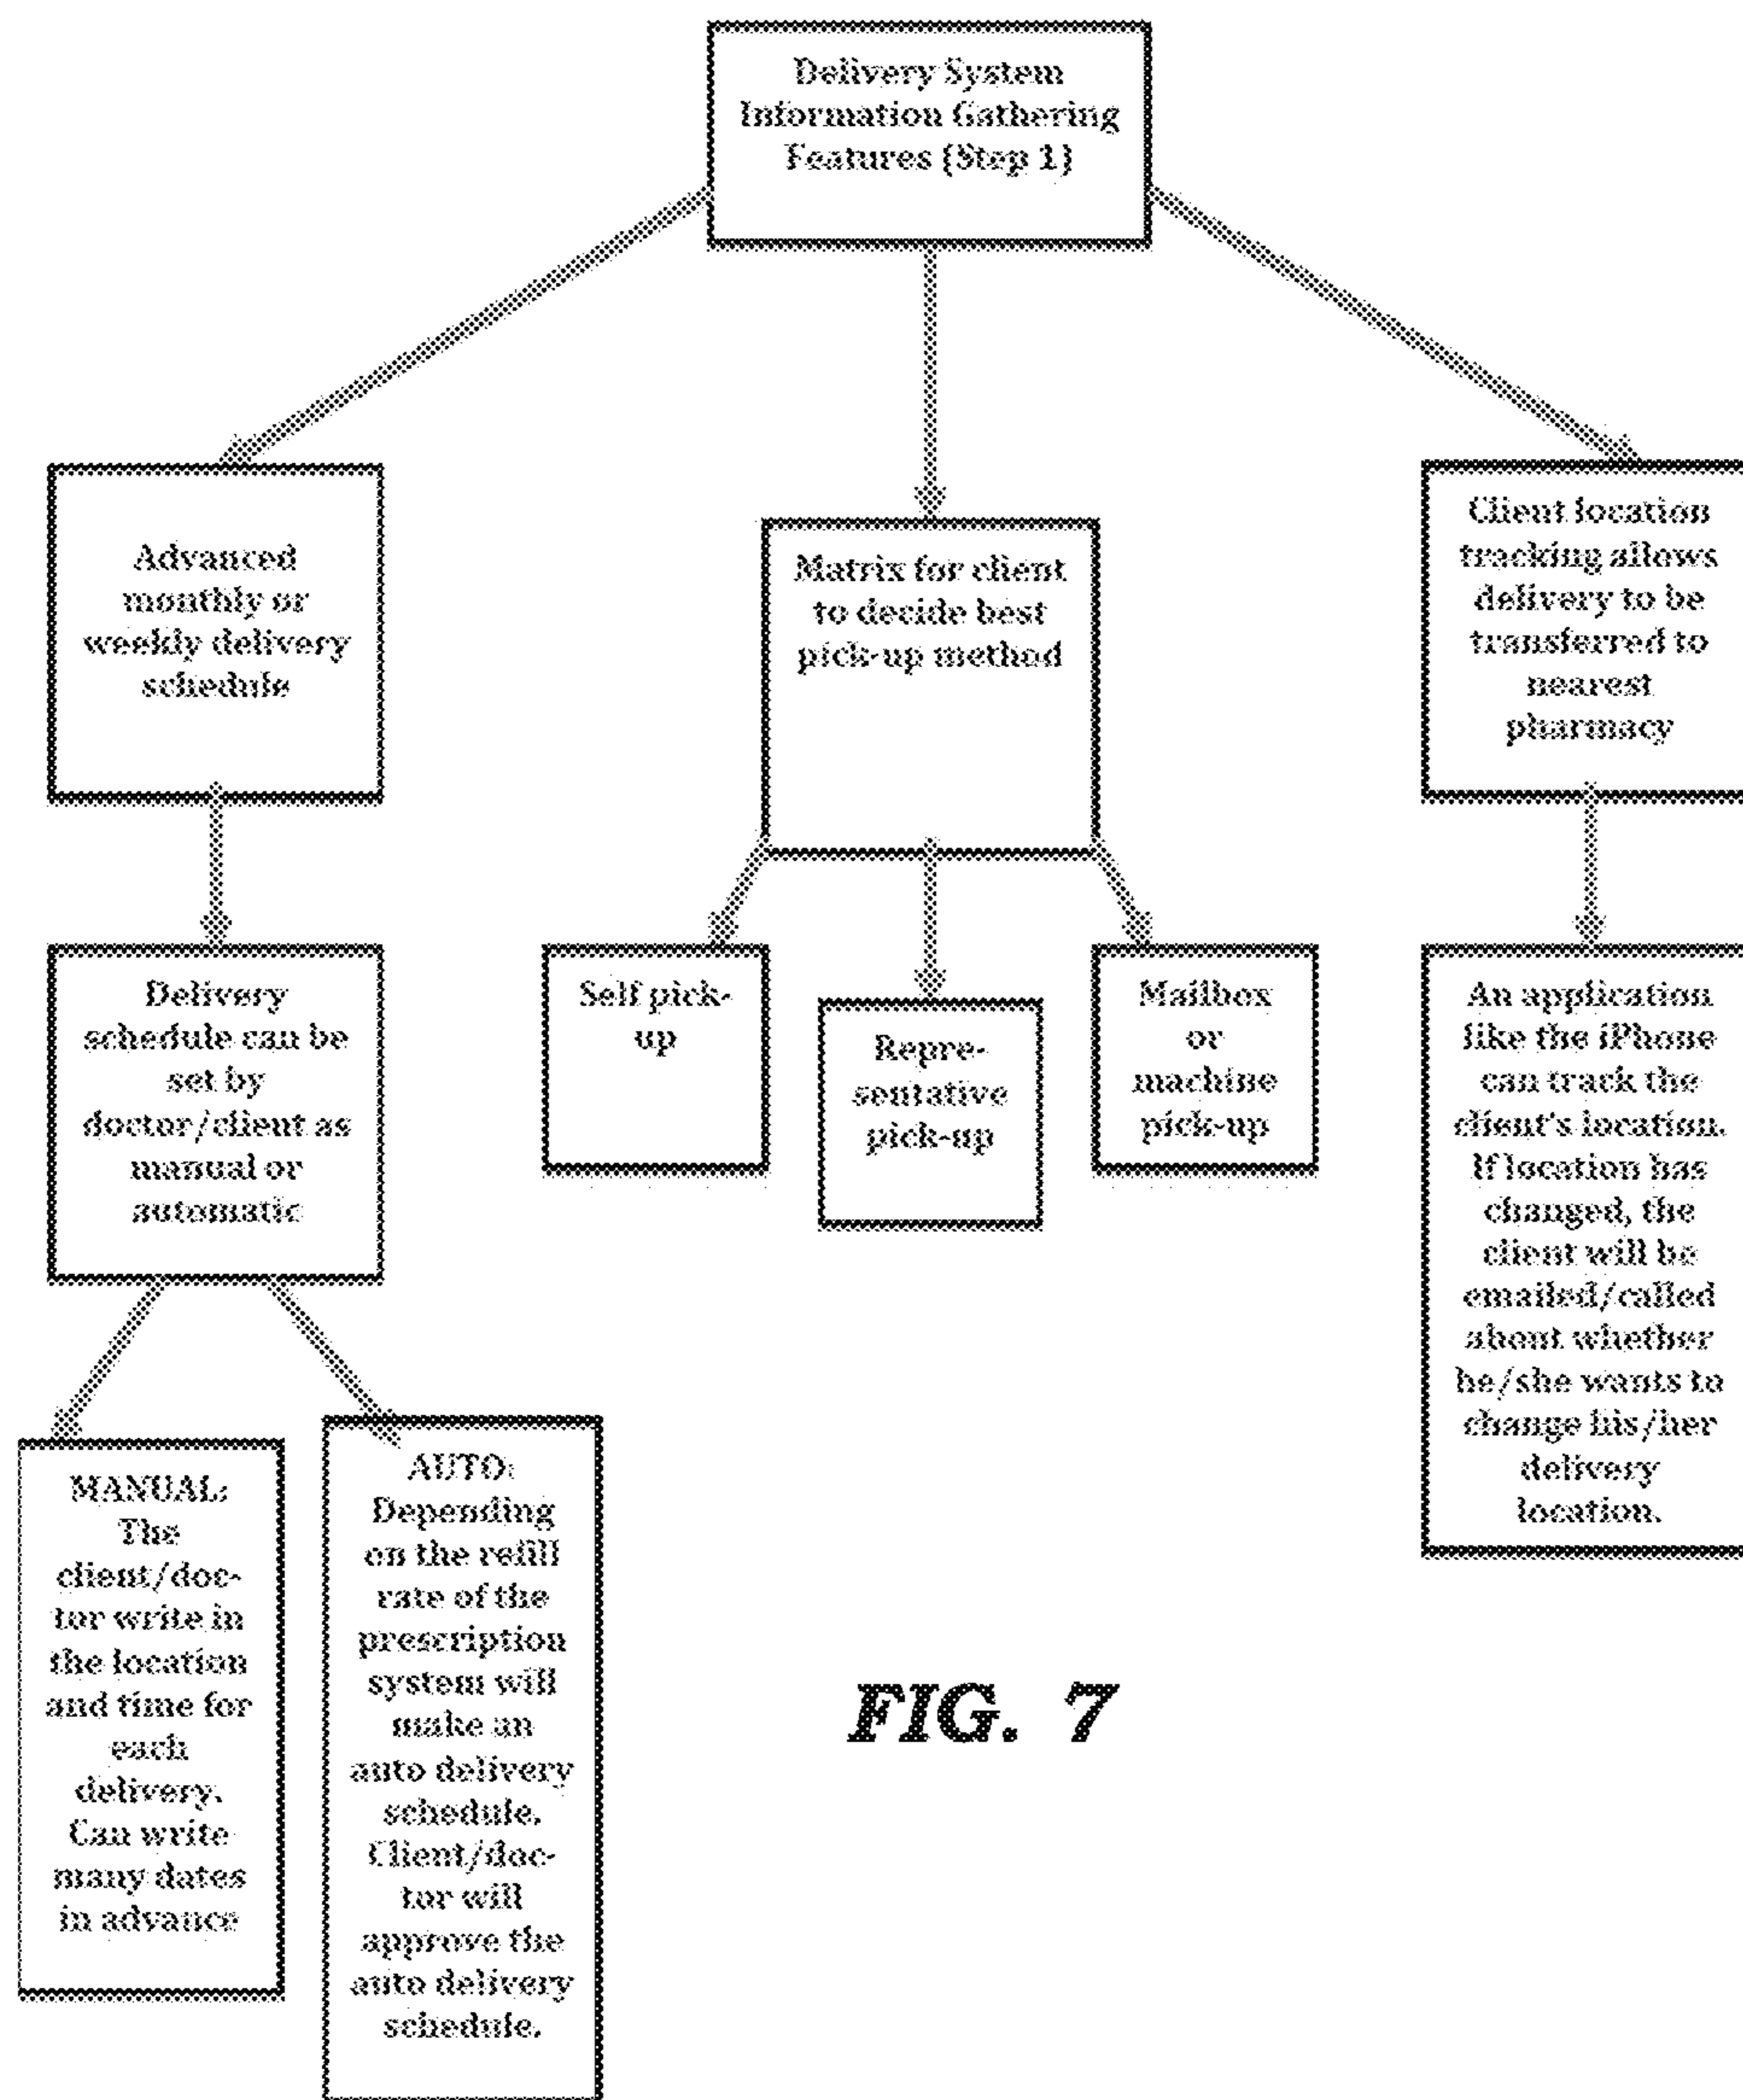 Delivery System
Information Gathering
Features (Step 1)
Advanced
monthly or
weekly delivery
schedule
Matrix for client
to decide best
pick-up method
Client location
tracking allows
delivery to be
transferred to
nearest
pharmacy
Delivery
schedule can be
set by
doctor/client as
manual or
automatic
Self pick-
up
Repre-
sentative
pick-up
Mailbox
or
machine
pick-up
An application
like the iPhone
can track the
client's location.
If location has
changed, the
client will be
emailed/called
about whether
he/she wants to
change his/her
delivery
location.
MANUAL:
The
client/doc-
tor write in
the location
and time for
each
delivery.
Can write
many dates
in advance
AUTO:
Depending
on the refill
rate of the
prescription
system will
make an
auto delivery
schedule.
Client/doc-
tor will
approve the
auto delivery
schedule.
FIG. 7